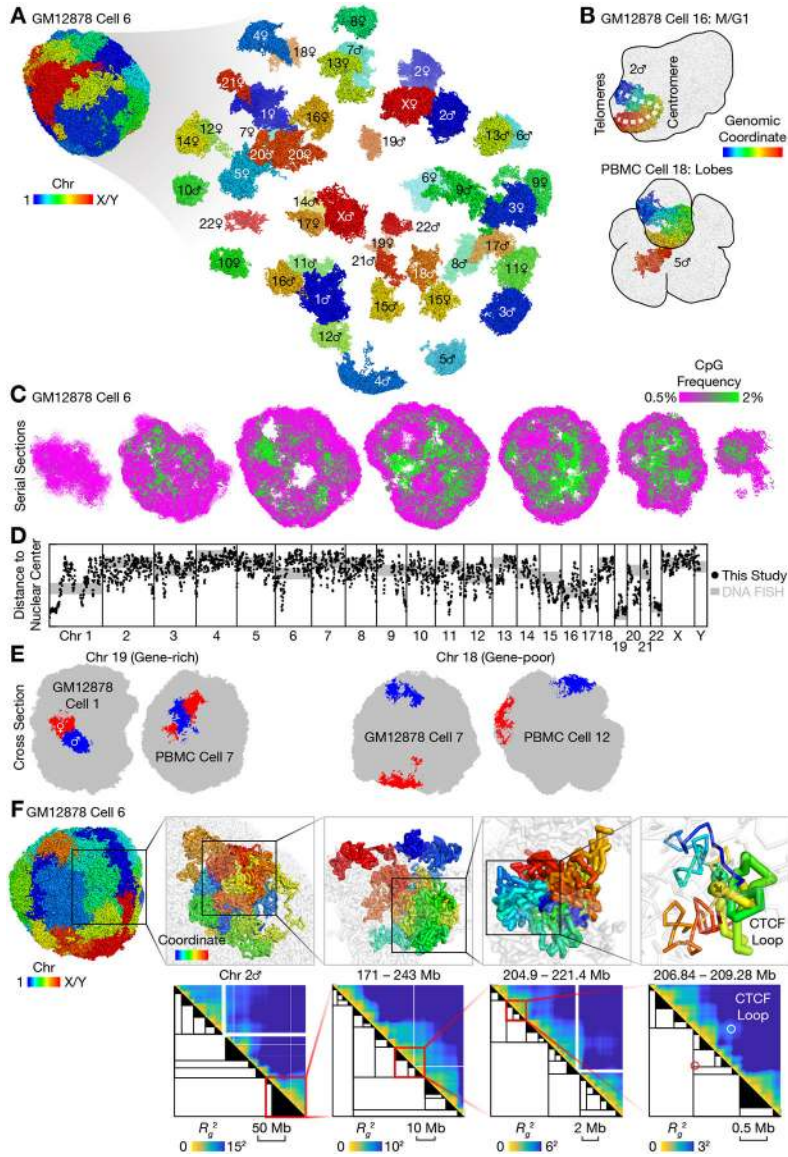 A GM12878 Cell 6
Chr
1 X/Y
4♀
18♀
8♀
7♂
13♀
2♀
X♀
2♂
21♀
1♀
16♀
12♀
14♀
7♀
20♂
20♀
5♀
19♂
13♂
6♂
10♂
6♀
9♂
9♀
3♀
14♂
17♀
X♂
22♂
22♀
19♀
21♂
17♂
18♂
8♂
11♀
10♀
11♂
16♂
1♂
15♂
15♀
3♂
12♂
4♂
5♂
B GM12878 Cell 16: M/G1
2♂
Telomeres
Centromere
Genomic
Coordinate
PBMC Cell 18: Lobes
5♂
C GM12878 Cell 6
CpG
Frequency
0.5% 2%
Serial Sections
D
Distance to
Nuclear Center
This Study
DNA FISH
Chr 1 2 3 4 5 6 7 8 9 10 11 12 13 14 15 16 17 18 19 20 21 22 X Y
E
Chr 19 (Gene-rich) Chr 18 (Gene-poor)
Cross Section
GM12878
Cell 1
♀
♂
PBMC Cell 7
GM12878 Cell 7
PBMC Cell 12
F GM12878 Cell 6
Chr
1 X/Y
Coordinate
CTCF
Loop
Chr 2♂ 171 – 243 Mb 204.9 – 221.4 Mb 206.84 – 209.28 Mb
CTCF
Loop
Rg² 50 Mb
0 15²
Rg² 10 Mb
0 10²
Rg² 2 Mb
0 6²
Rg² 0.5 Mb
0 3²